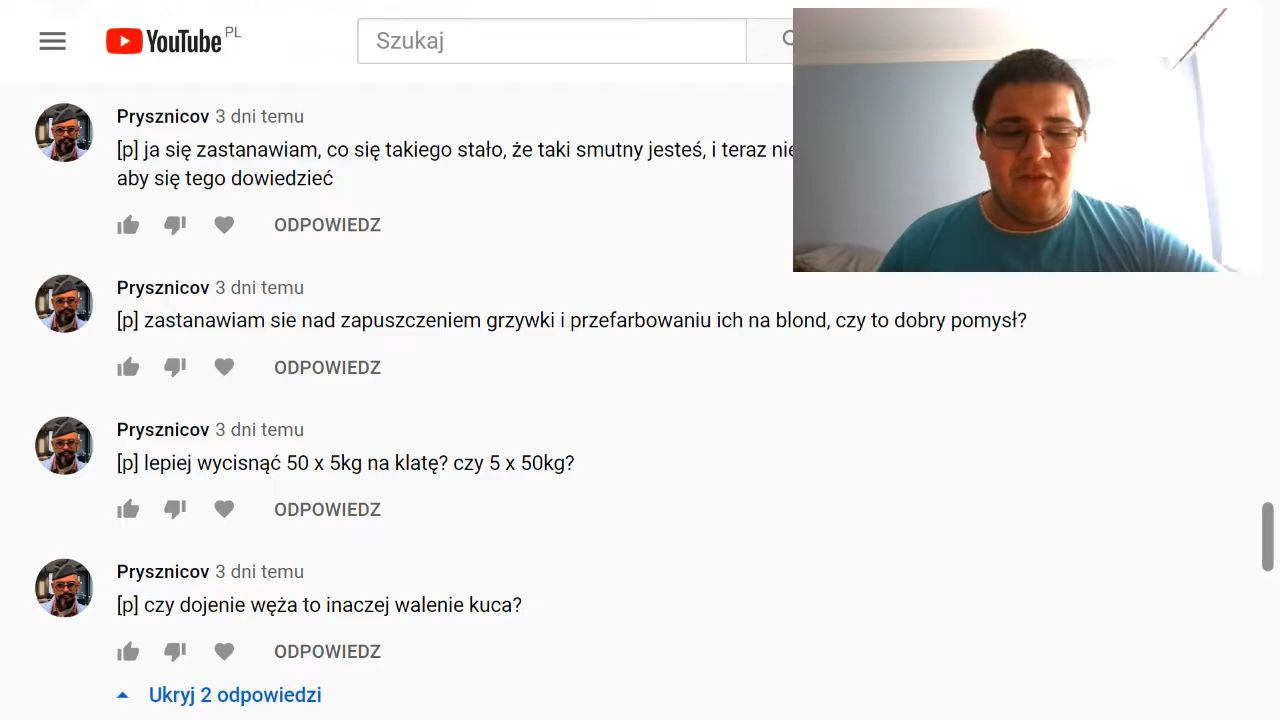 YouTube PL
Szukaj
Prysznicov 3 dni temu
[p] ja się zastanawiam, co się takiego stało, że taki smutny jesteś, i teraz nie
aby się tego dowiedzieć
ODPOWIEDZ
Prysznicov 3 dni temu
[p] zastanawiam sie nad zapuszczeniem grzywki i przefarbowaniu ich na blond, czy to dobry pomysł?
ODPOWIEDZ
Prysznicov 3 dni temu
[p] lepiej wycisnąć 50 x 5kg na klatę? czy 5 x 50kg?
ODPOWIEDZ
Prysznicov 3 dni temu
[p] czy dojenie węża to inaczej walenie kuca?
ODPOWIEDZ
Ukryj 2 odpowiedzi